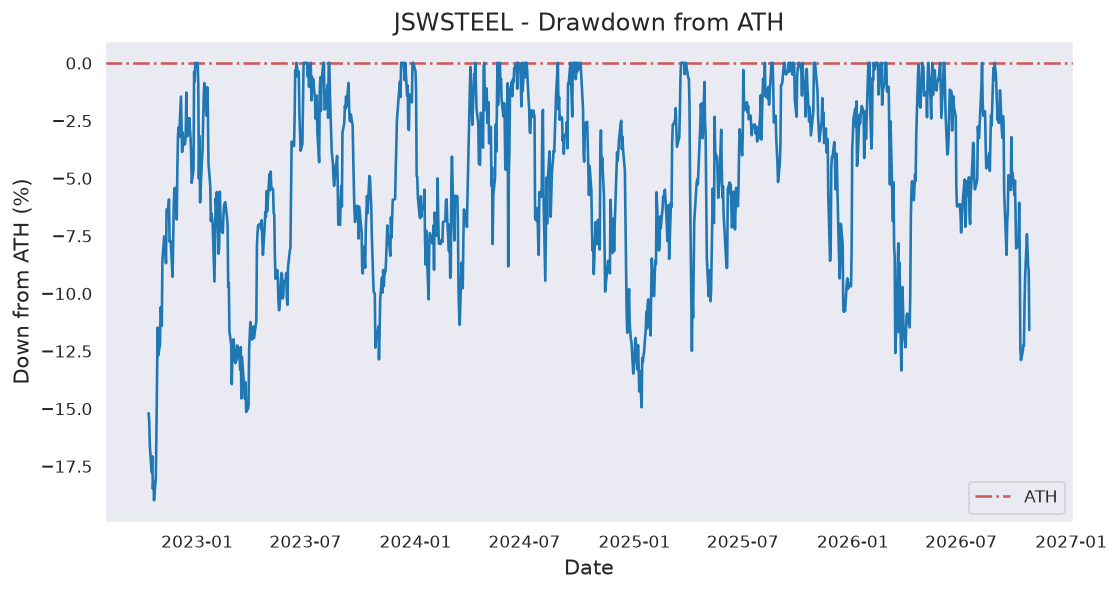 JSWSTEEL - Drawdown from ATH
Down from ATH (%)
0.0
−2.5
−5.0
−7.5
−10.0
−12.5
−15.0
−17.5
ATH
2023-01 2023-07 2024-01 2024-07 2025-01 2025-07 2026-01 2026-07 2027-01
Date